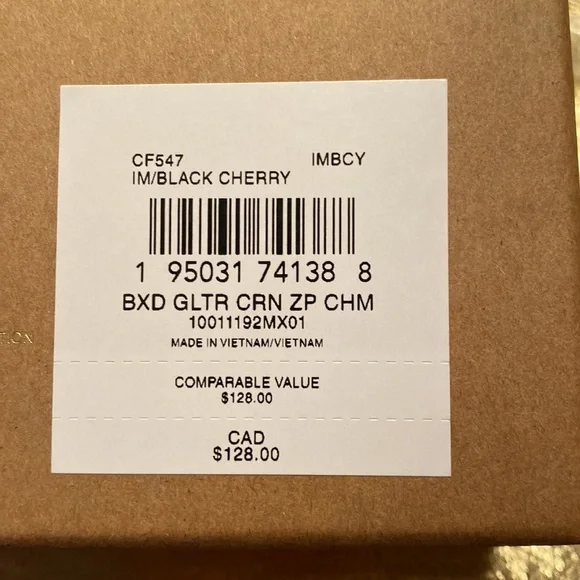 CF547 IMBCY
IM/BLACK CHERRY
1 95031 74138 8
BXD GLTR CRN ZP CHM
10011192MX01
MADE IN VIETNAM/VIETNAM
COMPARABLE VALUE
$128.00
CAD
$128.00